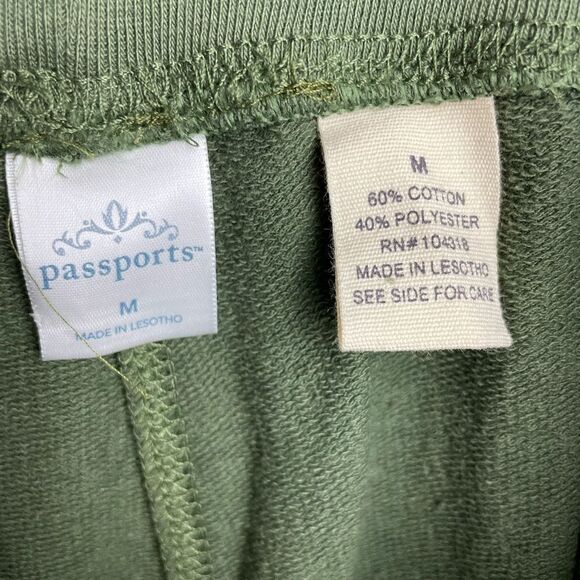 passports™
M
MADE IN LESOTHO
M
60% COTTON
40% POLYESTER
RN#104318
MADE IN LESOTHO
SEE SIDE FOR CARE